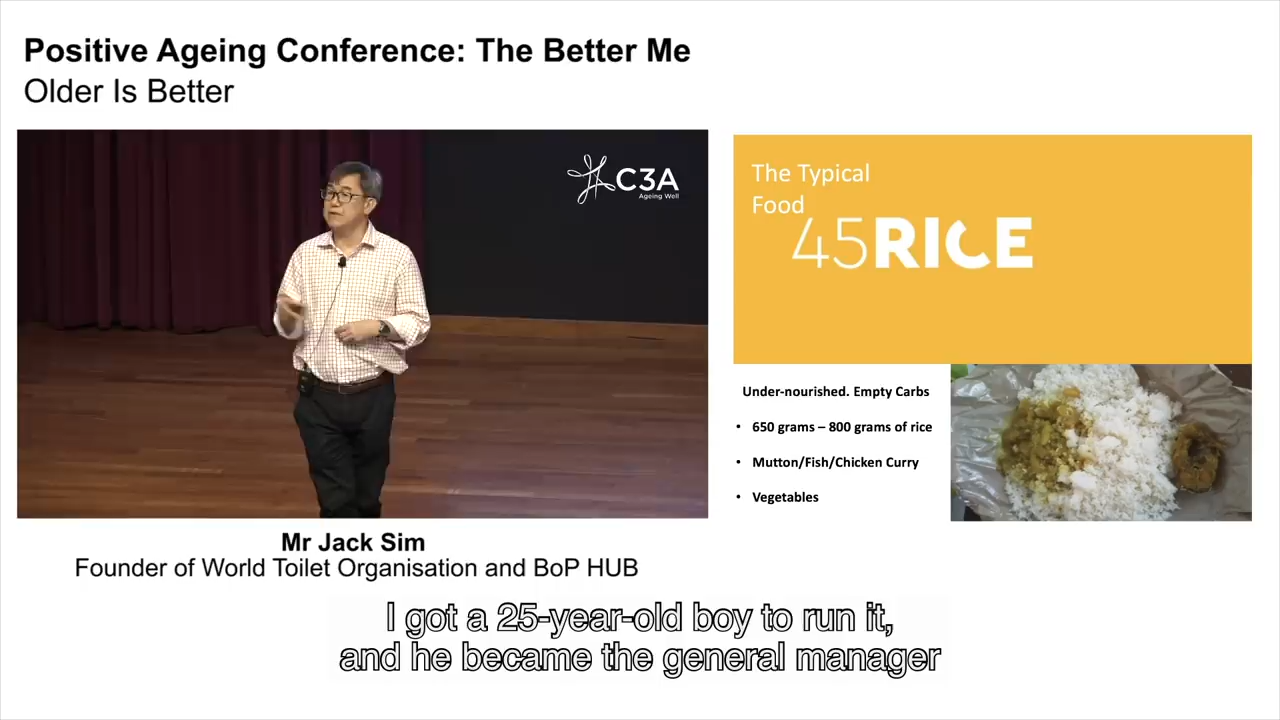 Positive Ageing Conference: The Better Me
Older Is Better
C3A
Ageing Well
The Typical
Food
45RICE
Under-nourished. Empty Carbs
• 650 grams – 800 grams of rice
• Mutton/Fish/Chicken Curry
• Vegetables
Mr Jack Sim
Founder of World Toilet Organisation and BoP HUB
I got a 25-year-old boy to run it,
and he became the general manager